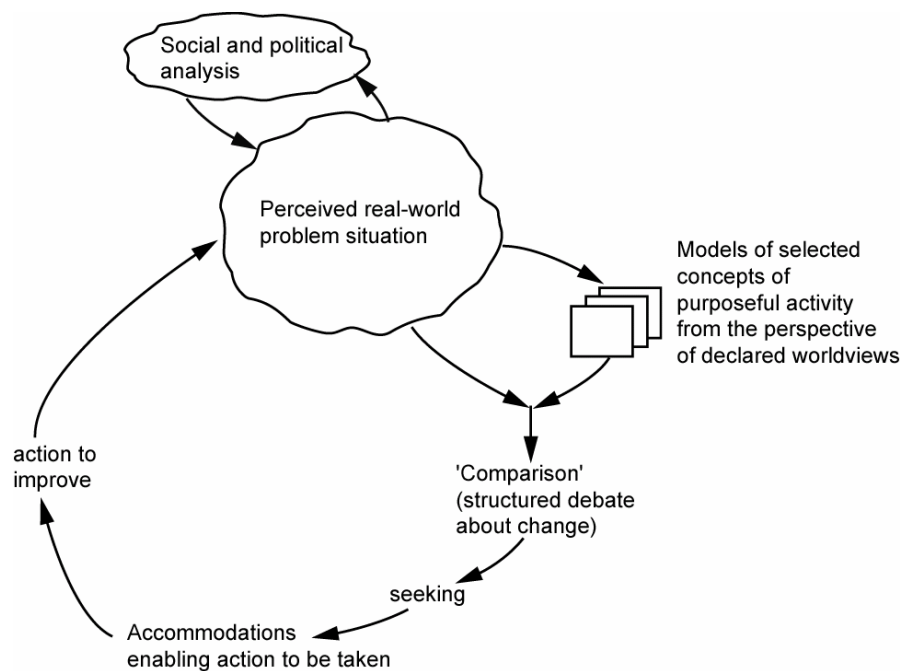 Social and political
analysis
Perceived real-world
problem situation
Models of selected
concepts of
purposeful activity
from the perspective
of declared worldviews
'Comparison'
(structured debate
about change)
seeking
Accommodations
enabling action to be taken
action to
improve